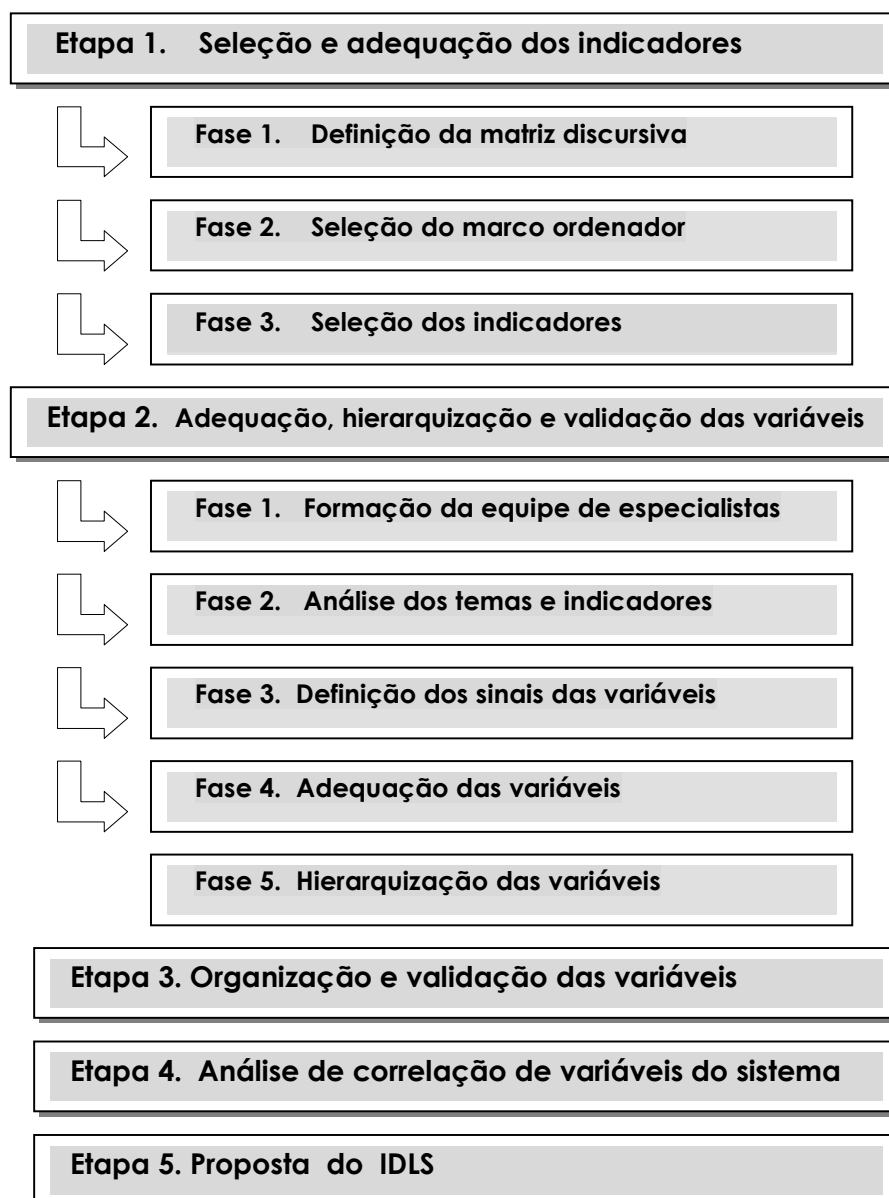 Etapa 1. Seleção e adequação dos indicadores
Fase 1. Definição da matriz discursiva
Fase 2. Seleção do marco ordenador
Fase 3. Seleção dos indicadores
Etapa 2. Adequação, hierarquização e validação das variáveis
Fase 1. Formação da equipe de especialistas
Fase 2. Análise dos temas e indicadores
Fase 3. Definição dos sinais das variáveis
Fase 4. Adequação das variáveis
Fase 5. Hierarquização das variáveis
Etapa 3. Organização e validação das variáveis
Etapa 4. Análise de correlação de variáveis do sistema
Etapa 5. Proposta do IDLS